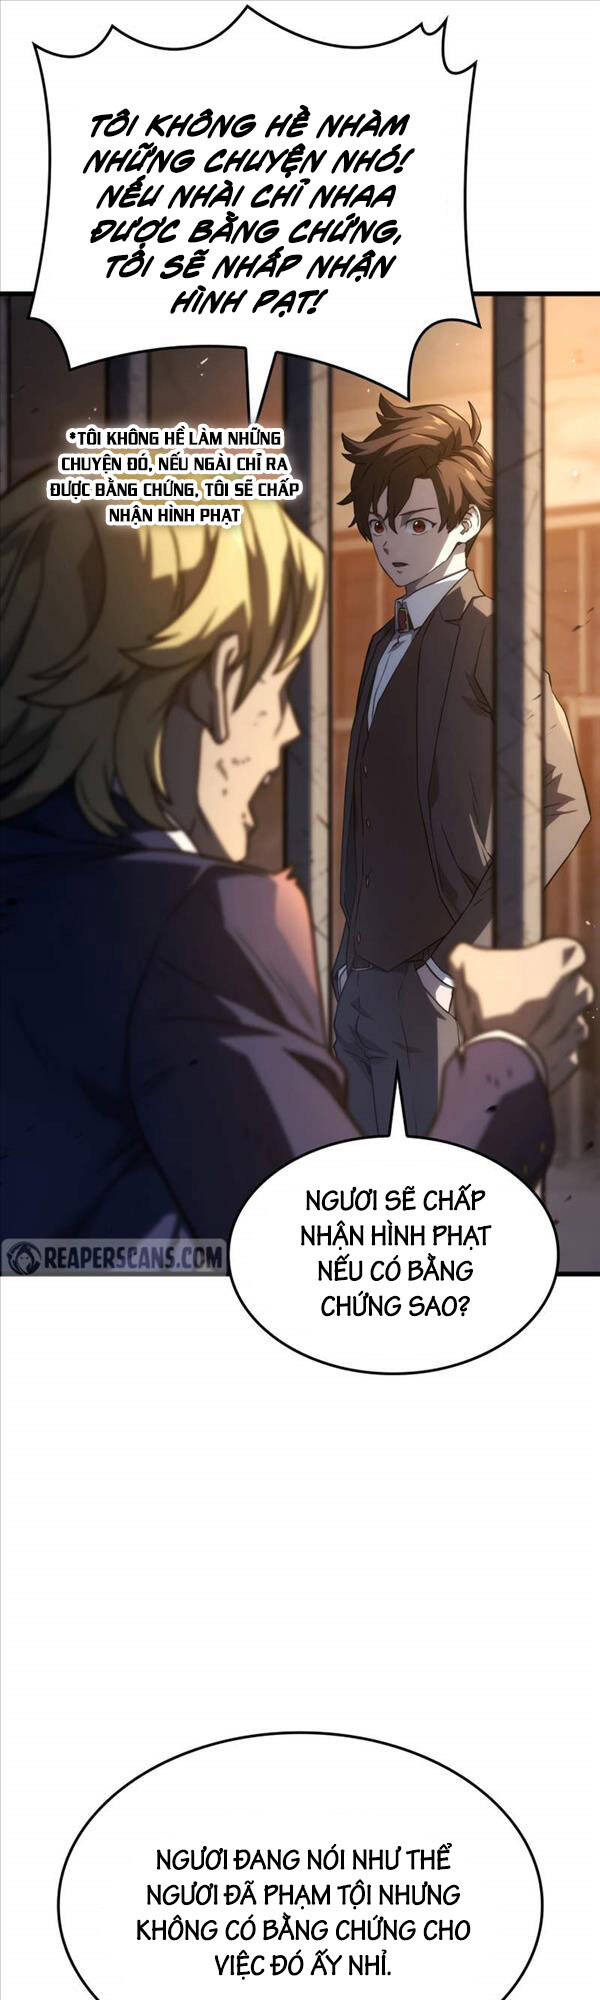 TÔI KHÔNG HỀ NHÀM
NHỮNG CHUYỆN NHÓ!
NẾU NHÀI CHỈ NHAA
ĐƯỢC BẰNG CHỨNG,
TÔI SẼ NHẤP NHẬN
HÌNH PẠT!
*TÔI KHÔNG HỀ LÀM NHỮNG
CHUYỆN ĐÓ, NẾU NGÀI CHỈ RA
ĐƯỢC BẰNG CHỨNG, TÔI SẼ CHẤP
NHẬN HÌNH PHẠT
REAPERSCANS.COM
NGƯƠI SẼ CHẤP
NHẬN HÌNH PHẠT
NẾU CÓ BẰNG
CHỨNG SAO?
NGƯƠI ĐANG NÓI NHƯ THỂ
NGƯƠI ĐÃ PHẠM TỘI NHƯNG
KHÔNG CÓ BẰNG CHỨNG CHO
VIỆC ĐÓ ẤY NHỈ.